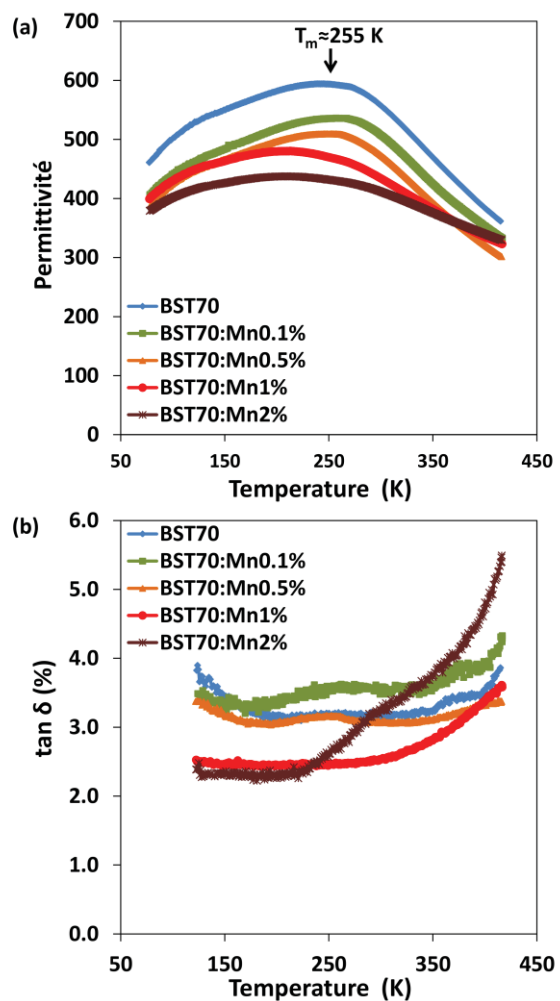 (a)
700
600
500
400
300
200
100
0
Permittivité
Tm≈255 K
BST70
BST70:Mn0.1%
BST70:Mn0.5%
BST70:Mn1%
BST70:Mn2%
50 150 250 350 450
Temperature (K)
(b)
6.0
5.0
4.0
3.0
2.0
1.0
0.0
tan δ (%)
BST70
BST70:Mn0.1%
BST70:Mn0.5%
BST70:Mn1%
BST70:Mn2%
50 150 250 350 450
Temperature (K)